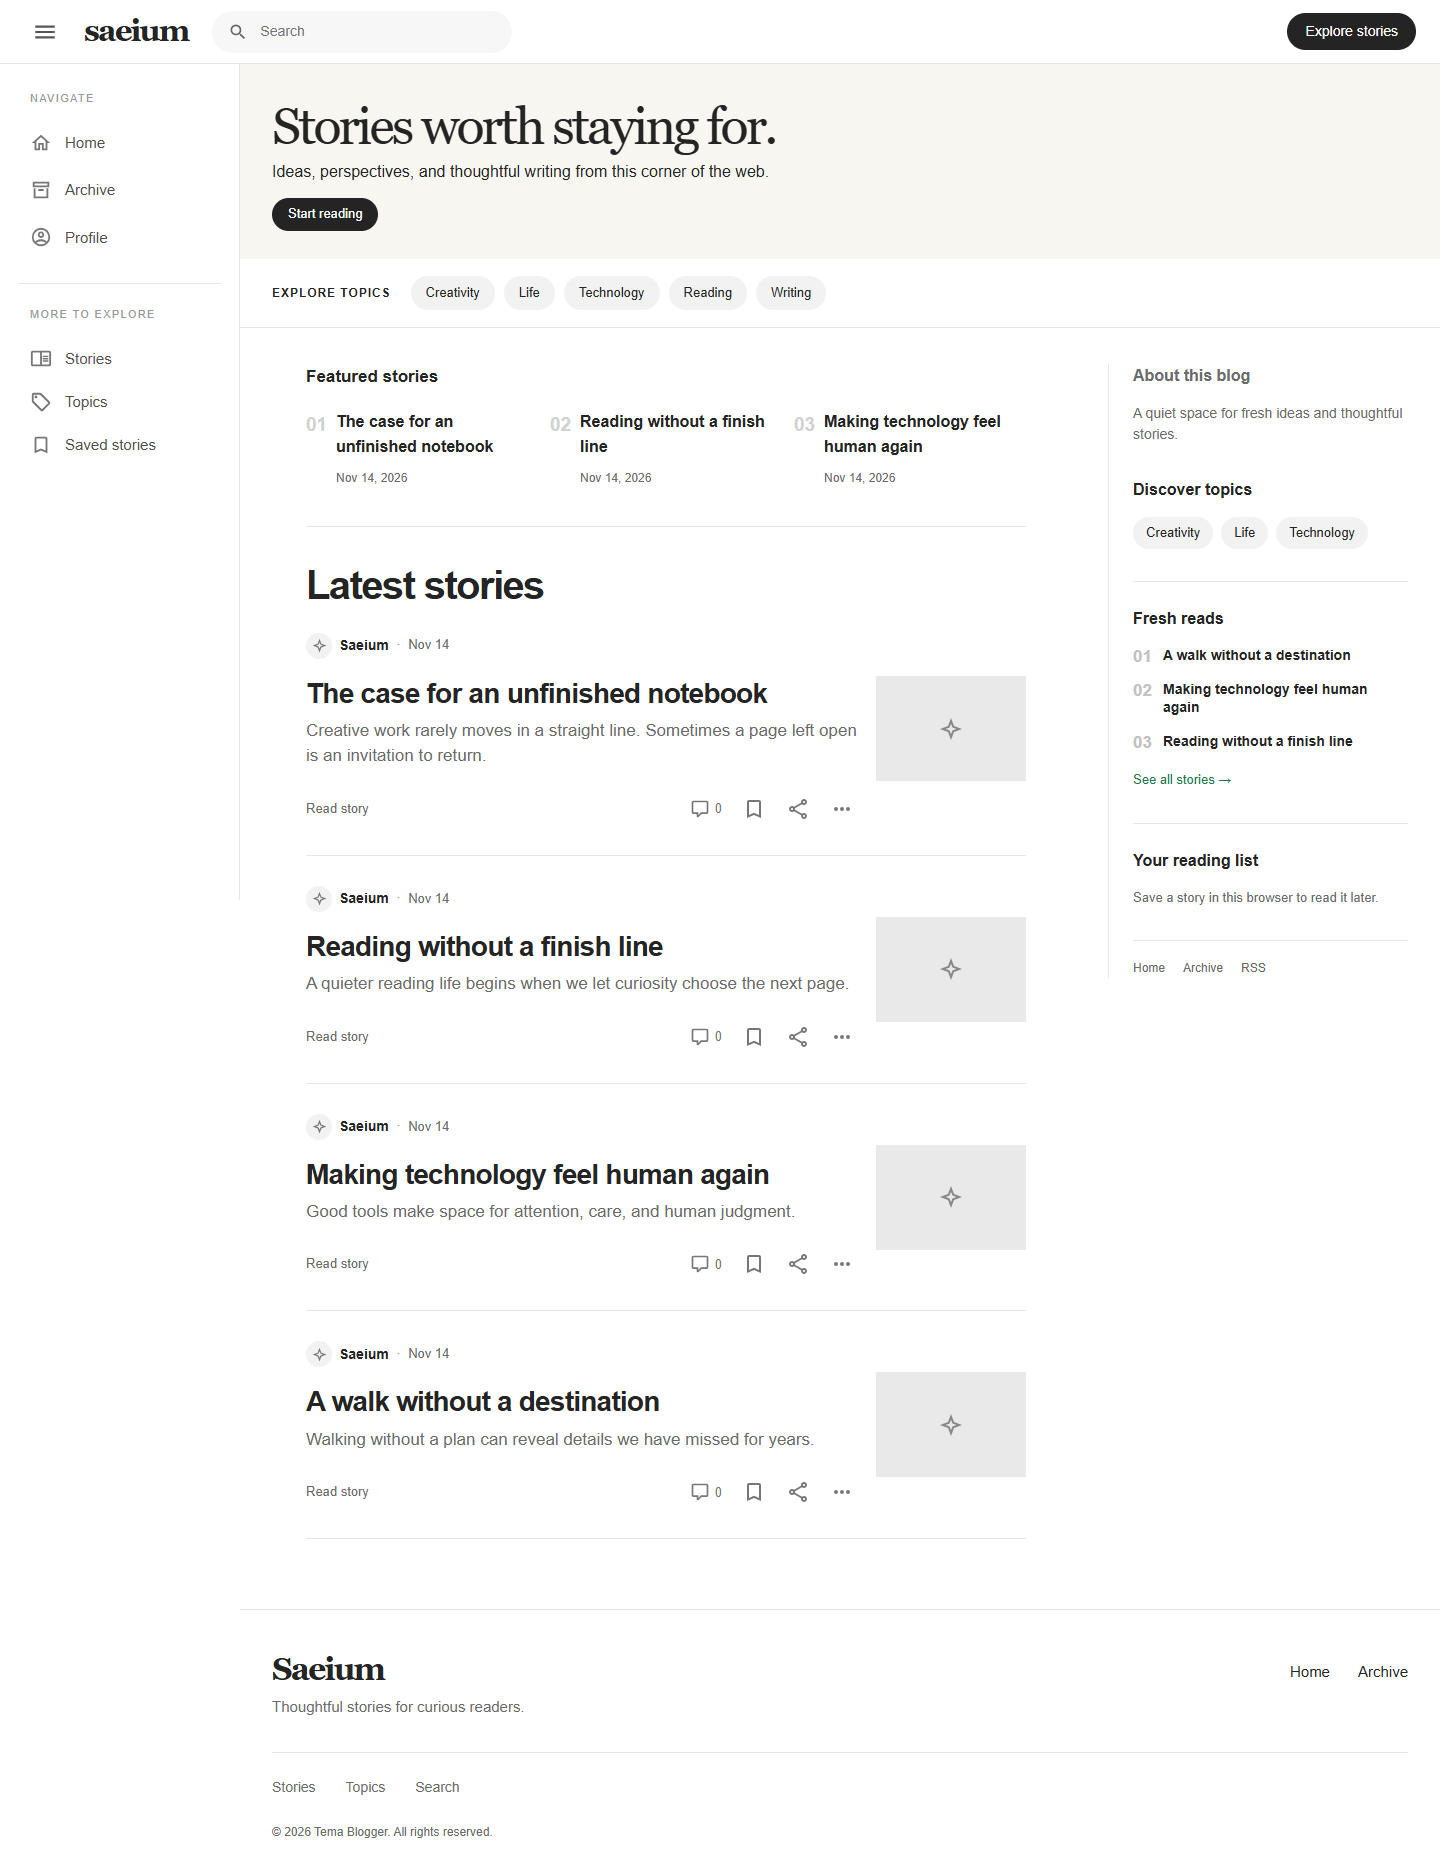 saeium
Search
Explore stories
NAVIGATE
Home
Archive
Profile
MORE TO EXPLORE
Stories
Topics
Saved stories
Stories worth staying for.
Ideas, perspectives, and thoughtful writing from this corner of the web.
Start reading
EXPLORE TOPICS
Creativity
Life
Technology
Reading
Writing
Featured stories
01
The case for an
unfinished notebook
Nov 14, 2026
02
Reading without a finish
line
Nov 14, 2026
03
Making technology feel
human again
Nov 14, 2026
Latest stories
Saeium · Nov 14
The case for an unfinished notebook
Creative work rarely moves in a straight line. Sometimes a page left open
is an invitation to return.
Read story
0
Saeium · Nov 14
Reading without a finish line
A quieter reading life begins when we let curiosity choose the next page.
Read story
0
Saeium · Nov 14
Making technology feel human again
Good tools make space for attention, care, and human judgment.
Read story
0
Saeium · Nov 14
A walk without a destination
Walking without a plan can reveal details we have missed for years.
Read story
0
About this blog
A quiet space for fresh ideas and thoughtful
stories.
Discover topics
Creativity
Life
Technology
Fresh reads
01 A walk without a destination
02 Making technology feel human
again
03 Reading without a finish line
See all stories →
Your reading list
Save a story in this browser to read it later.
Home
Archive
RSS
Saeium
Thoughtful stories for curious readers.
Home
Archive
Stories
Topics
Search
© 2026 Tema Blogger. All rights reserved.